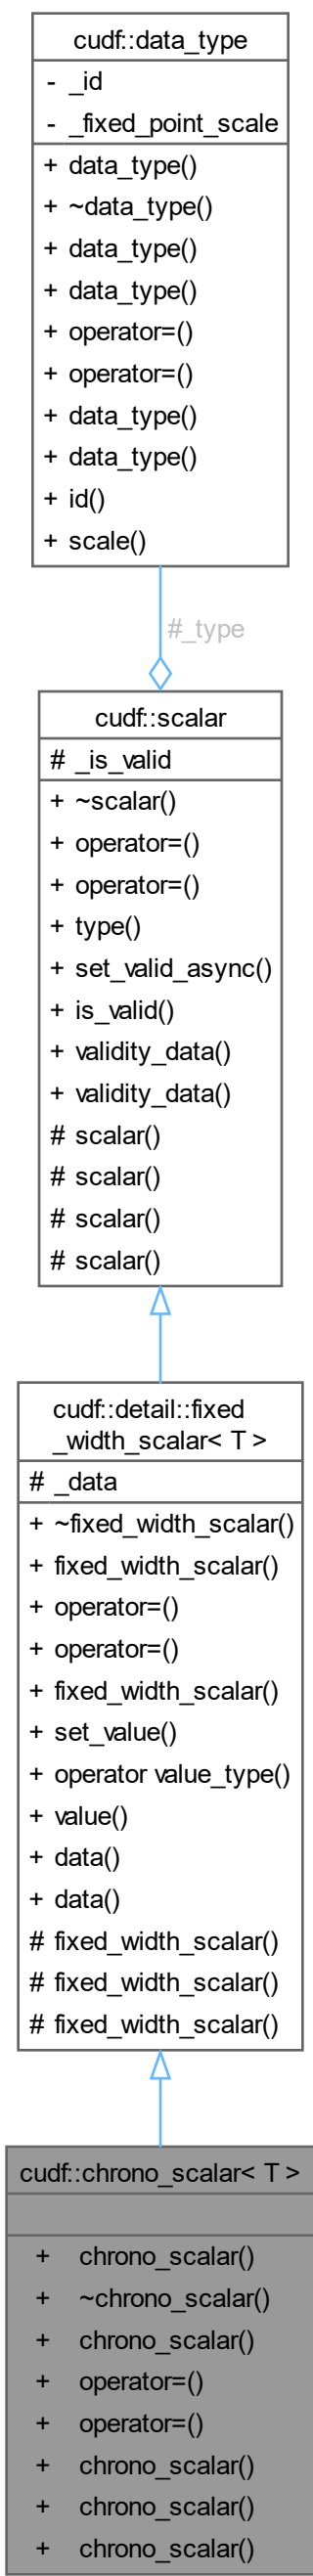 cudf::data_type
- _id
- _fixed_point_scale
+ data_type()
+ ~data_type()
+ data_type()
+ data_type()
+ operator=()
+ operator=()
+ data_type()
+ data_type()
+ id()
+ scale()
#_type
cudf::scalar
# _is_valid
+ ~scalar()
+ operator=()
+ operator=()
+ type()
+ set_valid_async()
+ is_valid()
+ validity_data()
+ validity_data()
# scalar()
# scalar()
# scalar()
# scalar()
cudf::detail::fixed
_width_scalar< T >
# _data
+ ~fixed_width_scalar()
+ fixed_width_scalar()
+ operator=()
+ operator=()
+ fixed_width_scalar()
+ set_value()
+ operator value_type()
+ value()
+ data()
+ data()
# fixed_width_scalar()
# fixed_width_scalar()
# fixed_width_scalar()
cudf::chrono_scalar< T >
+ chrono_scalar()
+ ~chrono_scalar()
+ chrono_scalar()
+ operator=()
+ operator=()
+ chrono_scalar()
+ chrono_scalar()
+ chrono_scalar()